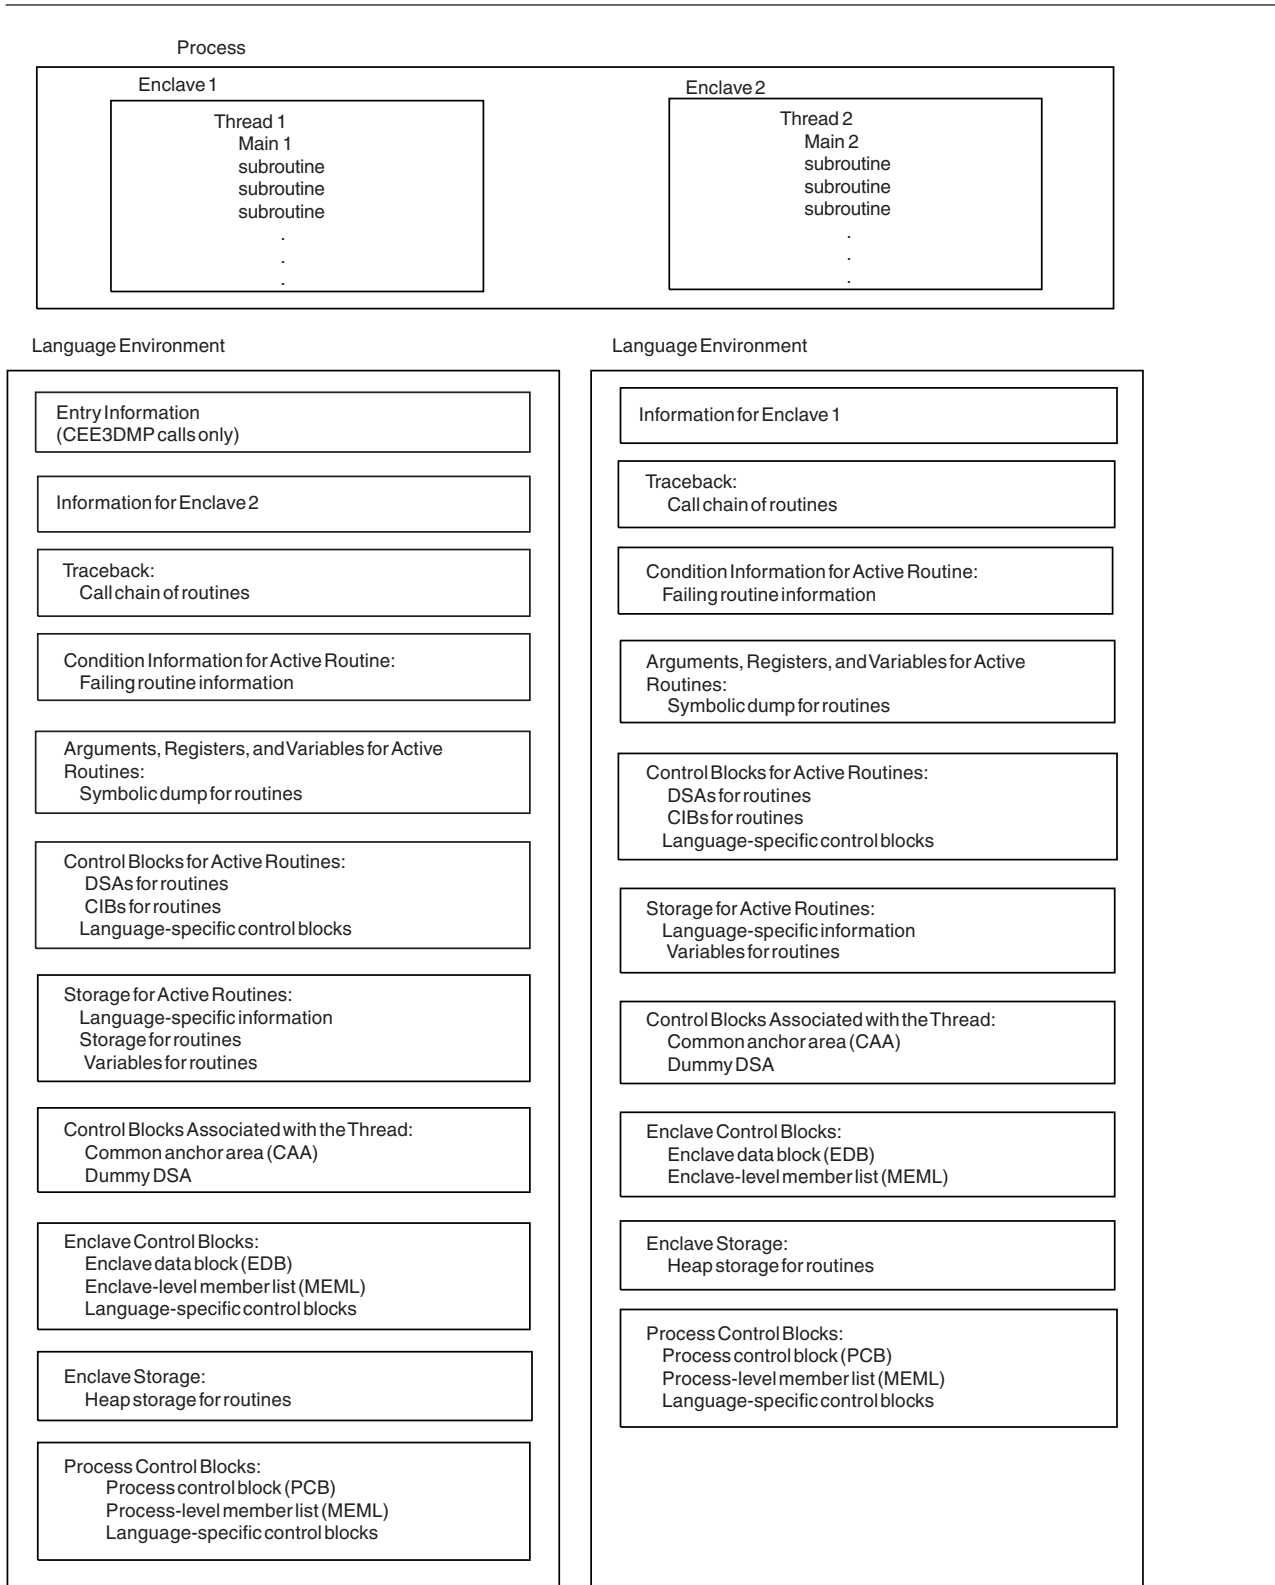 Process
Enclave 1
Thread 1
Main 1
subroutine
subroutine
subroutine
.
.
.
Enclave 2
Thread 2
Main 2
subroutine
subroutine
subroutine
.
.
.
Language Environment
Entry Information
(CEE3DMP calls only)
Information for Enclave 2
Traceback:
Call chain of routines
Condition Information for Active Routine:
Failing routine information
Arguments, Registers, and Variables for Active
Routines:
Symbolic dump for routines
Control Blocks for Active Routines:
DSAs for routines
CIBs for routines
Language-specific control blocks
Storage for Active Routines:
Language-specific information
Storage for routines
Variables for routines
Control Blocks Associated with the Thread:
Common anchor area (CAA)
Dummy DSA
Enclave Control Blocks:
Enclave data block (EDB)
Enclave-level member list (MEML)
Language-specific control blocks
Enclave Storage:
Heap storage for routines
Process Control Blocks:
Process control block (PCB)
Process-level member list (MEML)
Language-specific control blocks
Language Environment
Information for Enclave 1
Traceback:
Call chain of routines
Condition Information for Active Routine:
Failing routine information
Arguments, Registers, and Variables for Active
Routines:
Symbolic dump for routines
Control Blocks for Active Routines:
DSAs for routines
CIBs for routines
Language-specific control blocks
Storage for Active Routines:
Language-specific information
Variables for routines
Control Blocks Associated with the Thread:
Common anchor area (CAA)
Dummy DSA
Enclave Control Blocks:
Enclave data block (EDB)
Enclave-level member list (MEML)
Enclave Storage:
Heap storage for routines
Process Control Blocks:
Process control block (PCB)
Process-level member list (MEML)
Language-specific control blocks